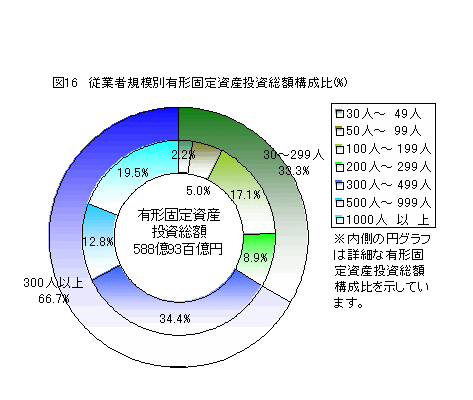 図16 従業者規模別有形固定資産投資総額構成比(%)
30人～ 49人
50人～ 99人
100人～ 199人
200人～ 299人
300人～ 499人
500人～ 999人
1000人 以 上
※内側の円グラフ
は詳細な有形固
定資産投資総額
構成比を示してい
ます。
30～299人
33.3%
2.2%
5.0%
17.1%
8.9%
34.4%
12.8%
19.5%
300人以上
66.7%
有形固定資産
投資総額
588億93百億円